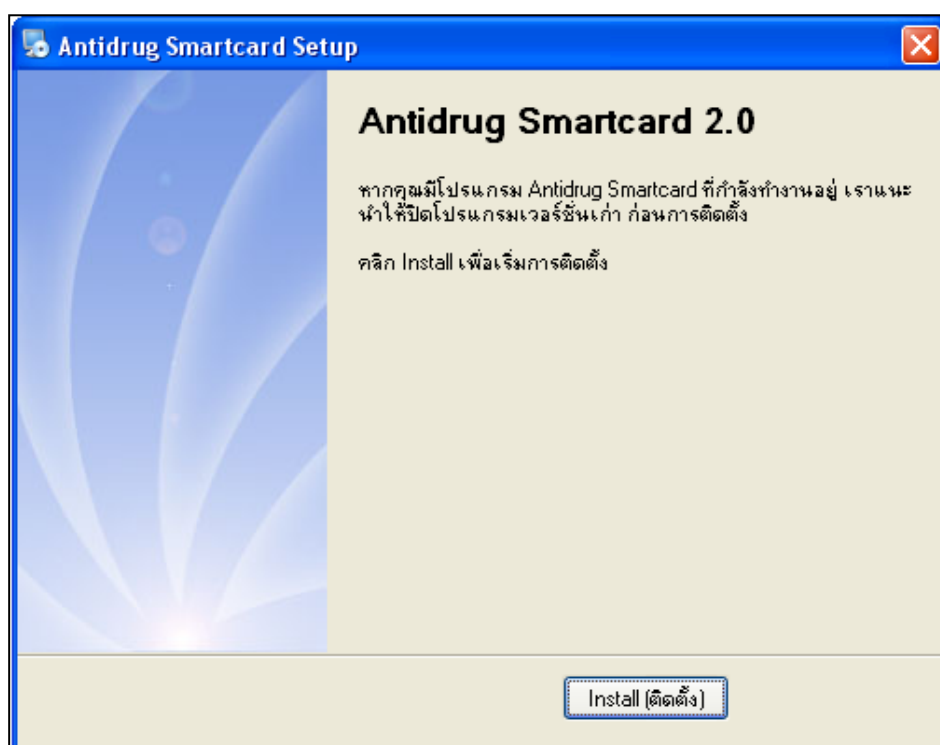 Antidrug Smartcard Setup
Antidrug Smartcard 2.0
หากคุณมีโปรแกรม Antidrug Smartcard ที่กำลังทำงานอยู่ เราแนะ
นำให้ปิดโปรแกรมเวอร์ชั่นเก่า ก่อนการติดตั้ง
คลิก Install เพื่อเริ่มการติดตั้ง
Install (ติดตั้ง)